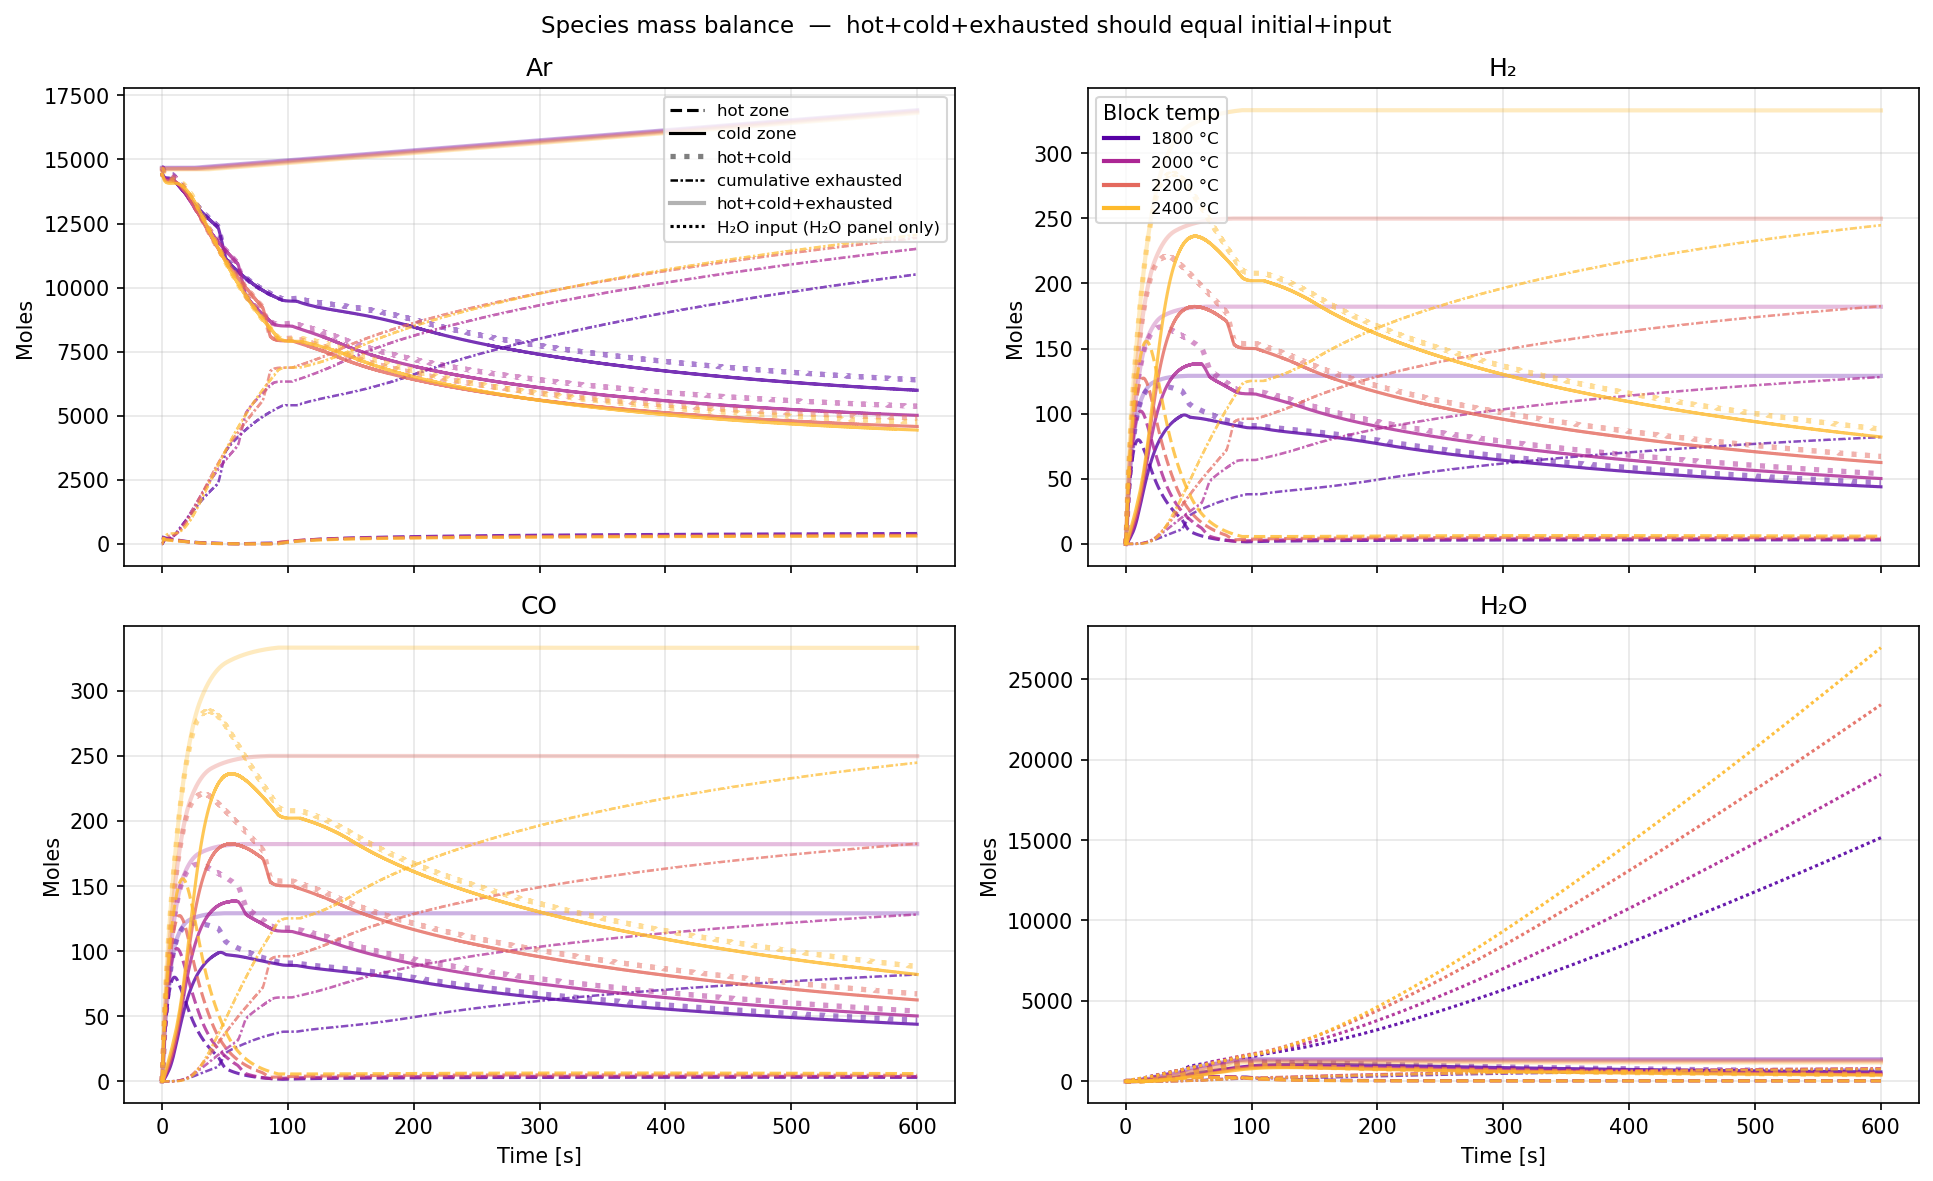 Species mass balance — hot+cold+exhausted should equal initial+input
Ar
Moles
17500
15000
12500
10000
7500
5000
2500
0
hot zone
cold zone
hot+cold
cumulative exhausted
hot+cold+exhausted
H₂O input (H₂O panel only)
H₂
Moles
300
250
200
150
100
50
0
Block temp
1800 °C
2000 °C
2200 °C
2400 °C
CO
Moles
300
250
200
150
100
50
0
0 100 200 300 400 500 600
Time [s]
H₂O
Moles
25000
20000
15000
10000
5000
0
0 100 200 300 400 500 600
Time [s]